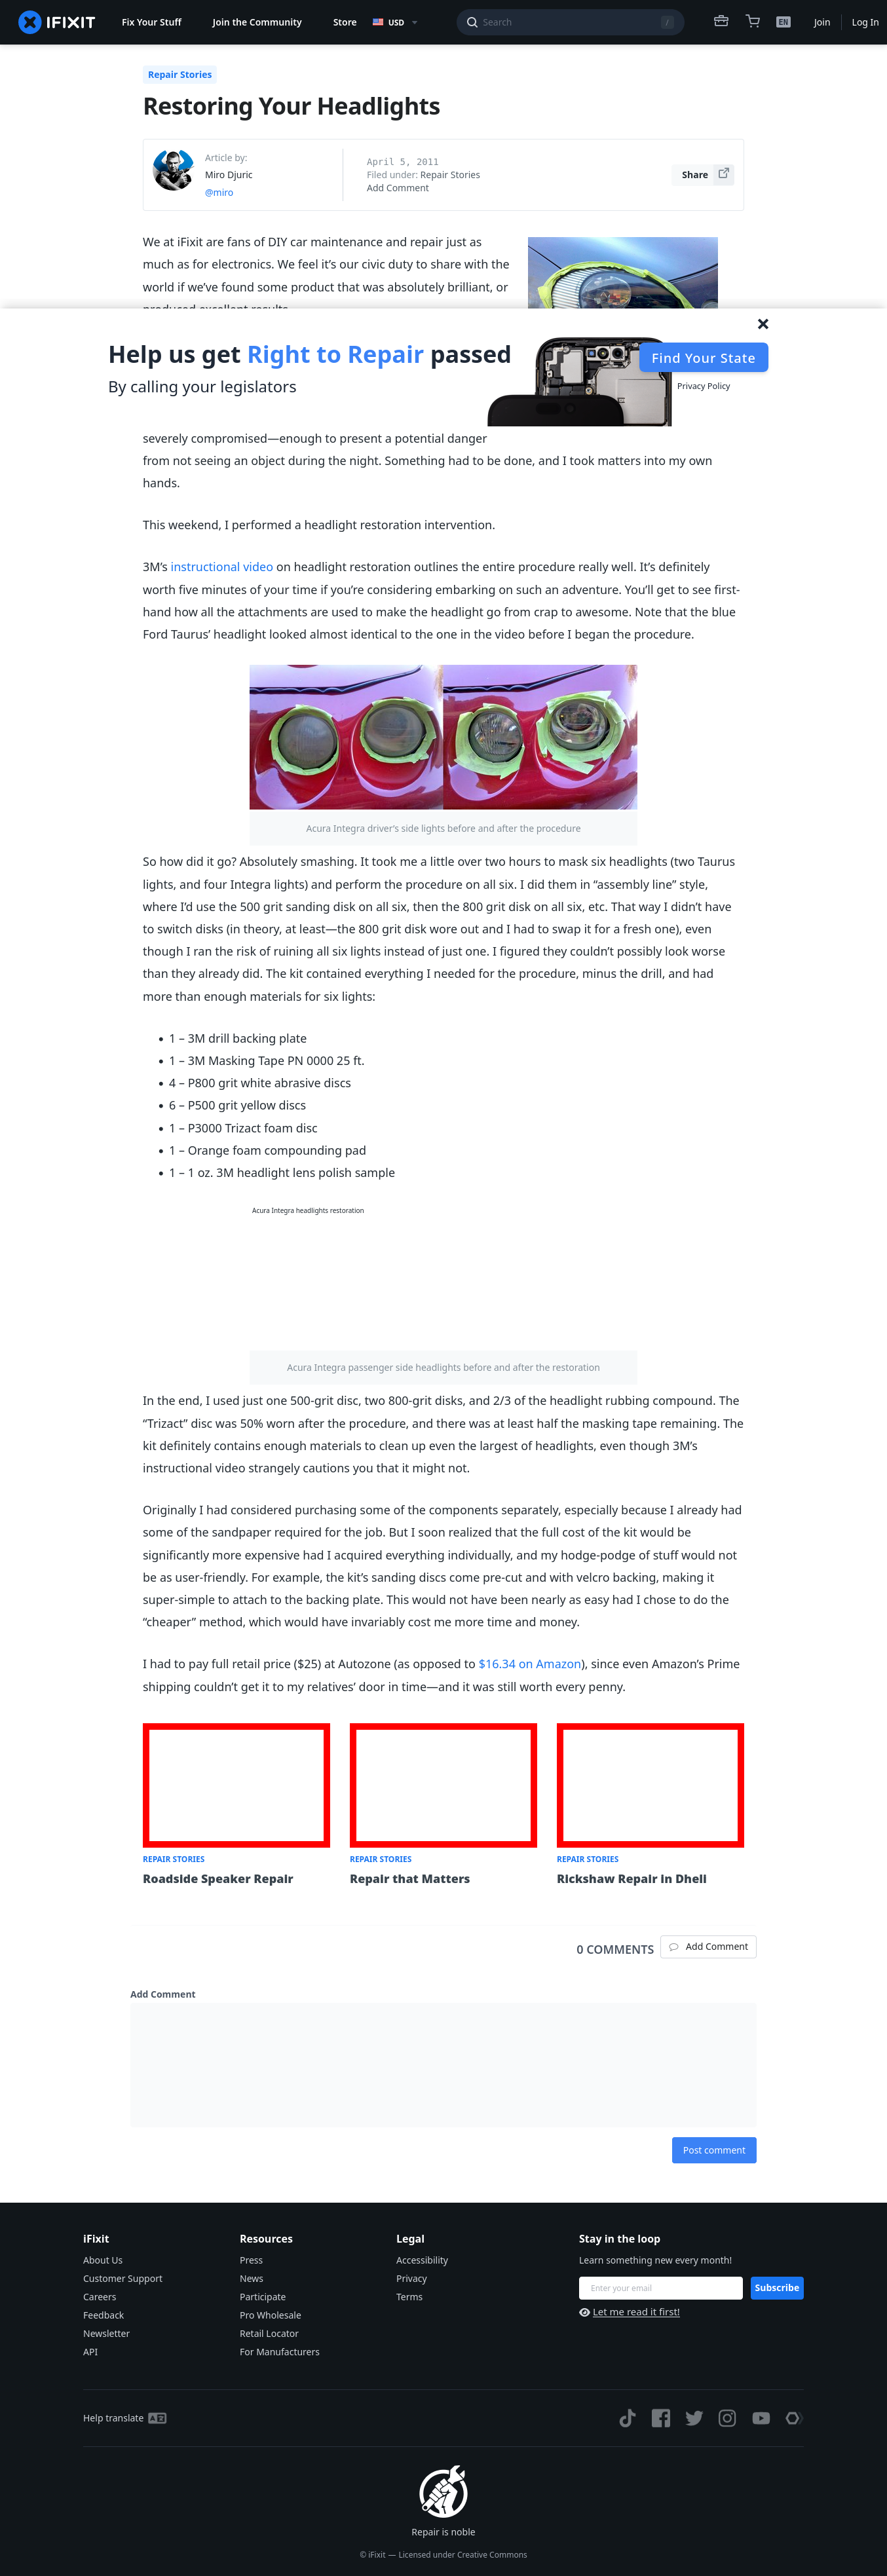 IFIXIT
Fix Your Stuff
Join the Community
Store
USD
Search
/
EN
Join
Log In
Repair Stories
Restoring Your Headlights
Article by:
Miro Djuric
@miro
April 5, 2011
Filed under: Repair Stories
Add Comment
Share
We at iFixit are fans of DIY car maintenance and repair just as
much as for electronics. We feel it’s our civic duty to share with the
world if we’ve found some product that was absolutely brilliant, or
Help us get Right to Repair passed
By calling your legislators
Find Your State
Privacy Policy
severely compromised—enough to present a potential danger
from not seeing an object during the night. Something had to be done, and I took matters into my own
hands.
This weekend, I performed a headlight restoration intervention.
3M’s instructional video on headlight restoration outlines the entire procedure really well. It’s definitely
worth five minutes of your time if you’re considering embarking on such an adventure. You’ll get to see first-
hand how all the attachments are used to make the headlight go from crap to awesome. Note that the blue
Ford Taurus’ headlight looked almost identical to the one in the video before I began the procedure.
Acura Integra driver’s side lights before and after the procedure
So how did it go? Absolutely smashing. It took me a little over two hours to mask six headlights (two Taurus
lights, and four Integra lights) and perform the procedure on all six. I did them in “assembly line” style,
where I’d use the 500 grit sanding disk on all six, then the 800 grit disk on all six, etc. That way I didn’t have
to switch disks (in theory, at least—the 800 grit disk wore out and I had to swap it for a fresh one), even
though I ran the risk of ruining all six lights instead of just one. I figured they couldn’t possibly look worse
than they already did. The kit contained everything I needed for the procedure, minus the drill, and had
more than enough materials for six lights:
• 1 – 3M drill backing plate
• 1 – 3M Masking Tape PN 0000 25 ft.
• 4 – P800 grit white abrasive discs
• 6 – P500 grit yellow discs
• 1 – P3000 Trizact foam disc
• 1 – Orange foam compounding pad
• 1 – 1 oz. 3M headlight lens polish sample
Acura Integra headlights restoration
Acura Integra passenger side headlights before and after the restoration
In the end, I used just one 500-grit disc, two 800-grit disks, and 2/3 of the headlight rubbing compound. The
“Trizact” disc was 50% worn after the procedure, and there was at least half the masking tape remaining. The
kit definitely contains enough materials to clean up even the largest of headlights, even though 3M’s
instructional video strangely cautions you that it might not.
Originally I had considered purchasing some of the components separately, especially because I already had
some of the sandpaper required for the job. But I soon realized that the full cost of the kit would be
significantly more expensive had I acquired everything individually, and my hodge-podge of stuff would not
be as user-friendly. For example, the kit’s sanding discs come pre-cut and with velcro backing, making it
super-simple to attach to the backing plate. This would not have been nearly as easy had I chose to do the
“cheaper” method, which would have invariably cost me more time and money.
I had to pay full retail price ($25) at Autozone (as opposed to $16.34 on Amazon), since even Amazon’s Prime
shipping couldn’t get it to my relatives’ door in time—and it was still worth every penny.
REPAIR STORIES
Roadside Speaker Repair
REPAIR STORIES
Repair that Matters
REPAIR STORIES
Rickshaw Repair in Dheli
0 COMMENTS
Add Comment
Add Comment
Post comment
iFixit
About Us
Customer Support
Careers
Feedback
Newsletter
API
Resources
Press
News
Participate
Pro Wholesale
Retail Locator
For Manufacturers
Legal
Accessibility
Privacy
Terms
Stay in the loop
Learn something new every month!
Enter your email
Subscribe
Let me read it first!
Help translate
Repair is noble
© iFixit — Licensed under Creative Commons